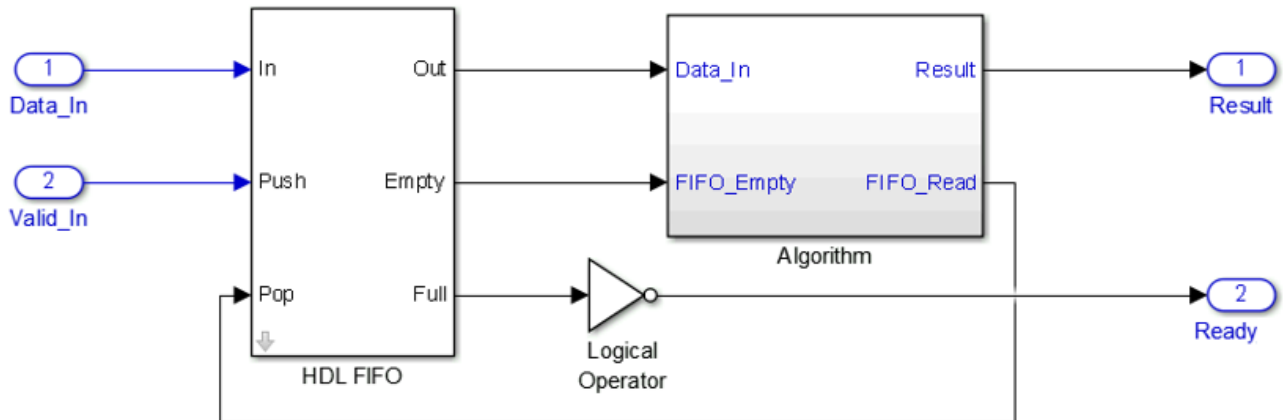 1
Data_In
2
Valid_In
In
Out
Push
Empty
Pop
Full
HDL FIFO
Data_In
Result
FIFO_Empty
FIFO_Read
Algorithm
Logical
Operator
1
Result
2
Ready